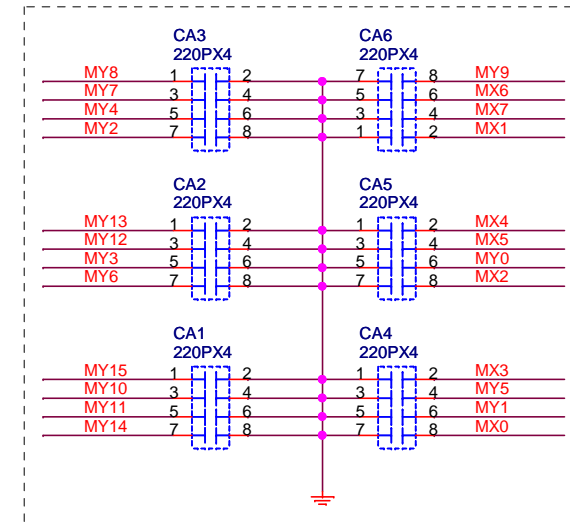 CA3 CA6
220PX4 220PX4
MY8 1 2 7 8 MY9
MY7 3 4 5 6 MX6
MY4 5 6 3 4 MX7
MY2 7 8 1 2 MX1
CA2 CA5
220PX4 220PX4
MY13 1 2 1 2 MX4
MY12 3 4 3 4 MX5
MY3 5 6 5 6 MY0
MY6 7 8 7 8 MX2
CA1 CA4
220PX4 220PX4
MY15 1 2 1 2 MX3
MY10 3 4 3 4 MY5
MY11 5 6 5 6 MY1
MY14 7 8 7 8 MX0